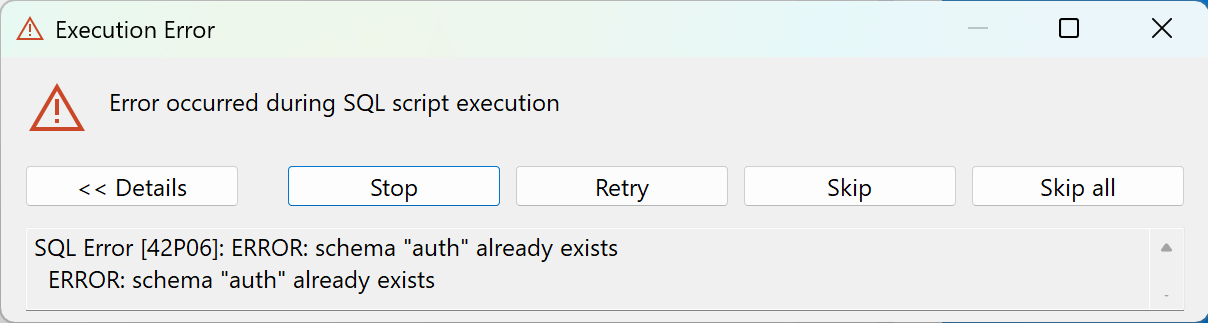 Execution Error
Error occurred during SQL script execution
<< Details
Stop
Retry
Skip
Skip all
SQL Error [42P06]: ERROR: schema "auth" already exists
ERROR: schema "auth" already exists